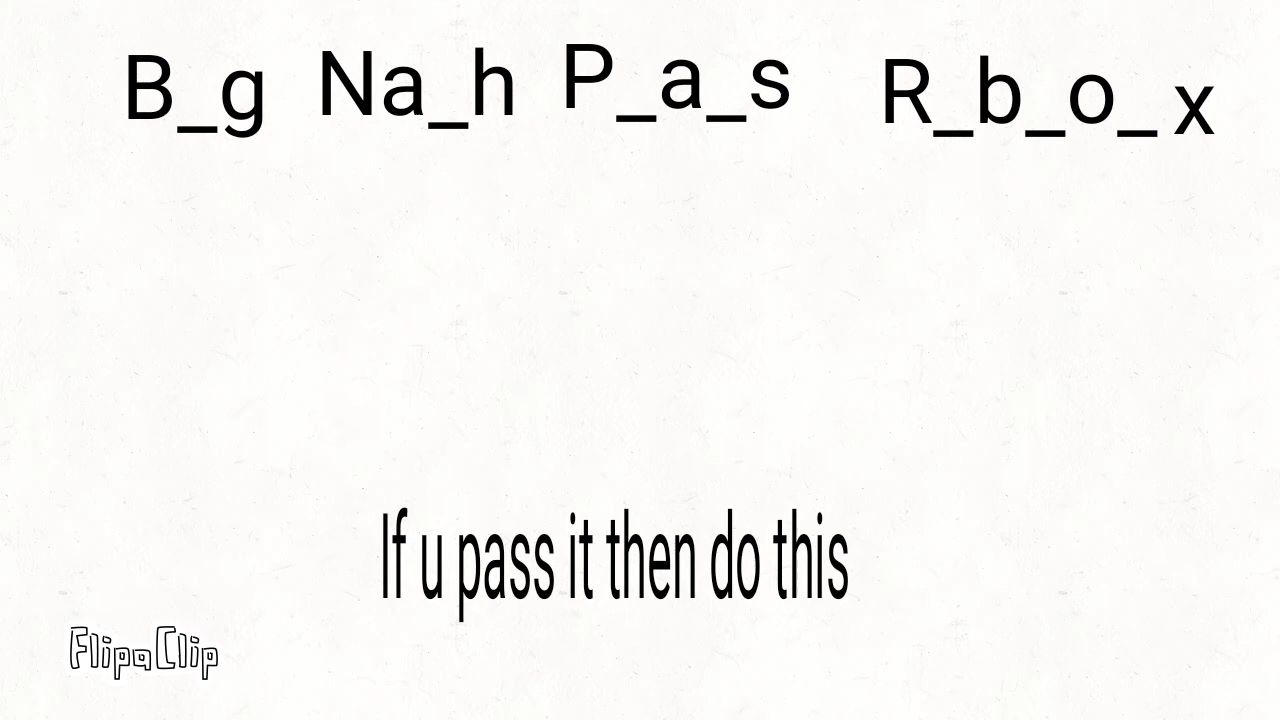 B_g Na_h P_a_s R_b_o_x
If u pass it then do this
FlipaClip